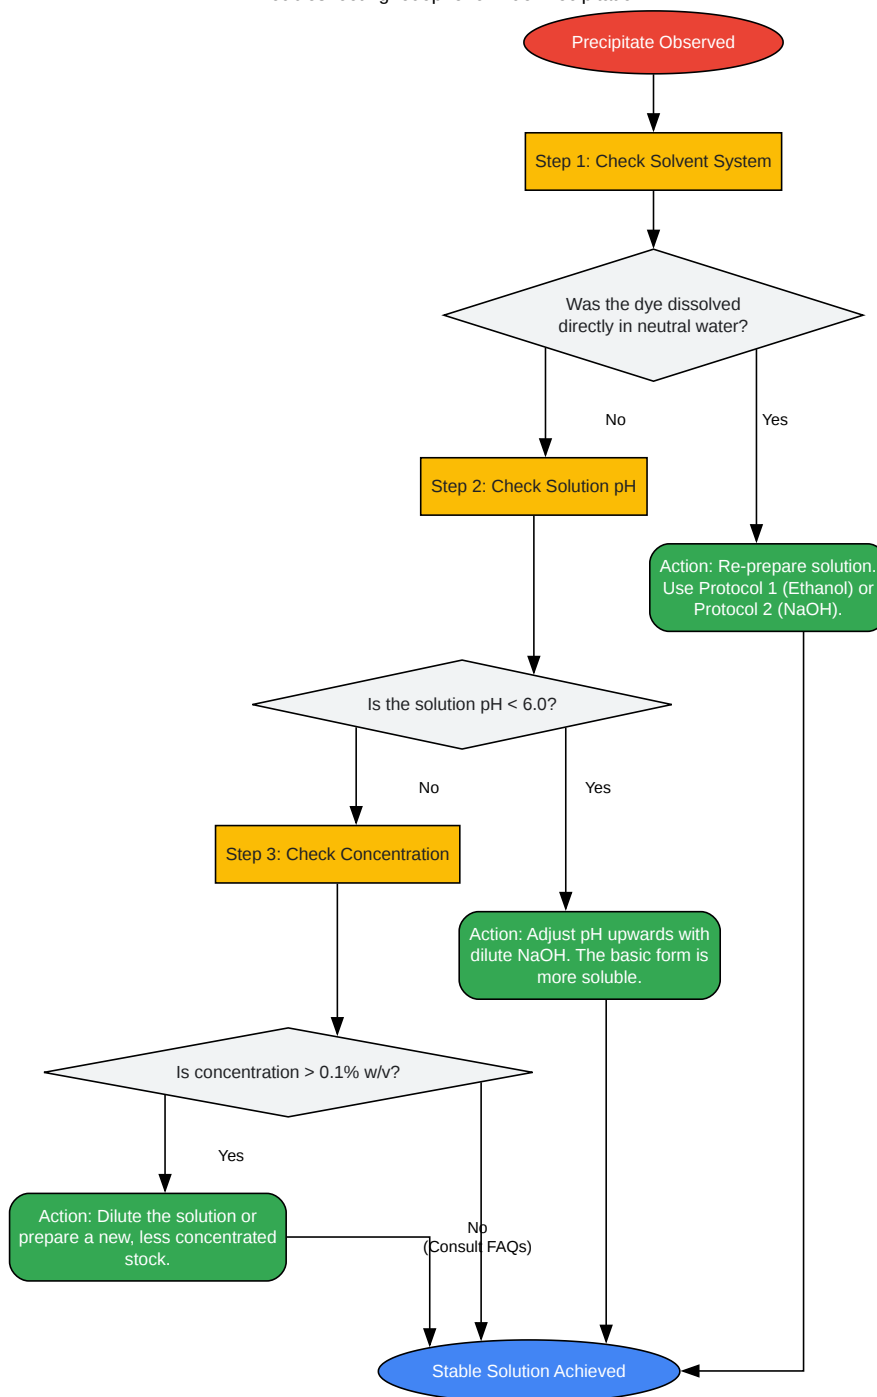 Precipitate Observed
Step 1: Check Solvent System
Was the dye dissolved
directly in neutral water?
No
Yes
Step 2: Check Solution pH
Action: Re-prepare solution.
Use Protocol 1 (Ethanol) or
Protocol 2 (NaOH).
Is the solution pH < 6.0?
No
Yes
Step 3: Check Concentration
Action: Adjust pH upwards with
dilute NaOH. The basic form is
more soluble.
Is concentration > 0.1% w/v?
Yes
Action: Dilute the solution or
prepare a new, less concentrated
stock.
No
(Consult FAQs)
Stable Solution Achieved